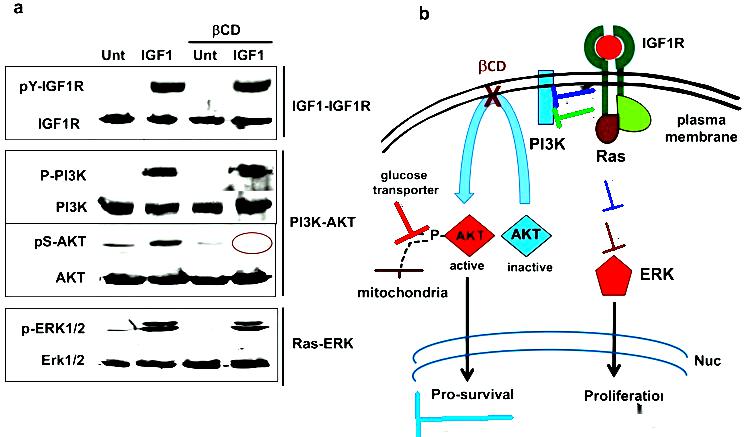 a
βCD
Unt IGF1 Unt IGF1
pY-IGF1R
IGF1R
IGF1-IGF1R
P-PI3K
PI3K
pS-AKT
AKT
PI3K-AKT
p-ERK1/2
Erk1/2
Ras-ERK
b
IGF1R
βCD
PI3K
Ras
plasma
membrane
glucose
transporter
P
AKT
AKT
active
inactive
mitochondria
ERK
Nuc
Pro-survival
Proliferation